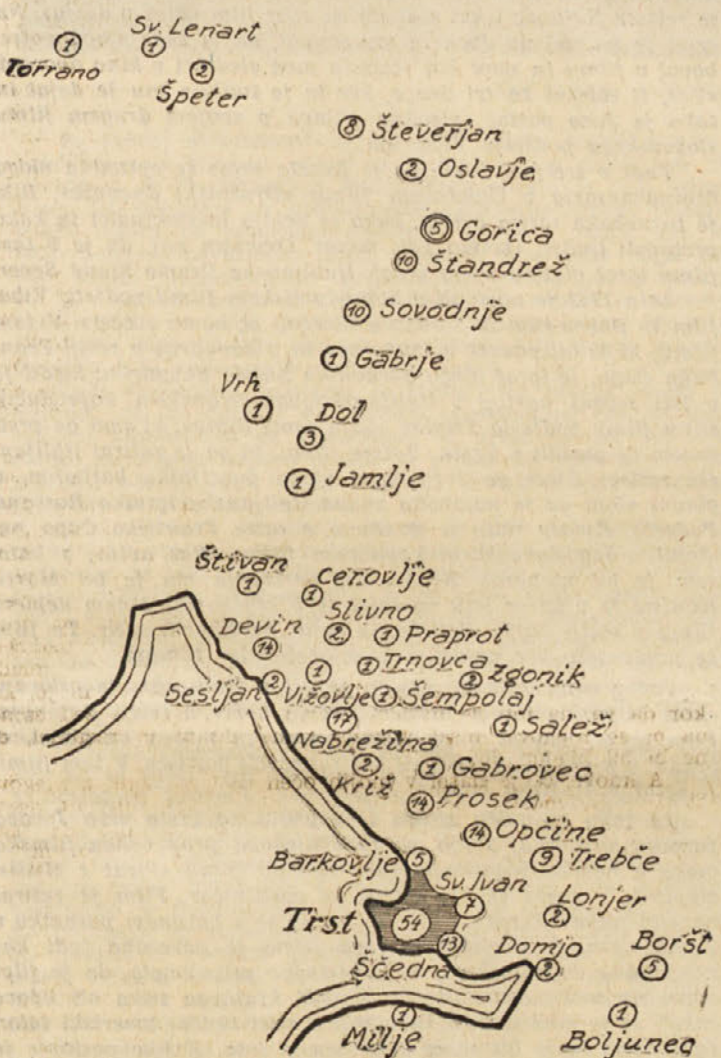 1
Torrano
Sv. Lenart
1
2
Špeter
8 Števerjan
2 Oslavje
5 Gorica
10 Štandrež
10 Sovodnje
1 Gabrje
Vrh
1
Dol
3
1 Jamlje
Štivan
1
Cerovlje
1
Slivno
2
Devin
14
1 Praprot
1 Trnovca
Zgonik
2
Sesljan 2
1
Vižovlje
1 Šempolaj
17
Nabrežina
1 Salež
2
Križ
1 Gabrovec
14 Prosek
14 Opčine
9 Trebče
Barkovlje 5
Sv. Ivan
7
Lonjer
2
Trst
54
13
Ščedna
Domjo
2
Boršt
5
1
Milje
1
Boljunec